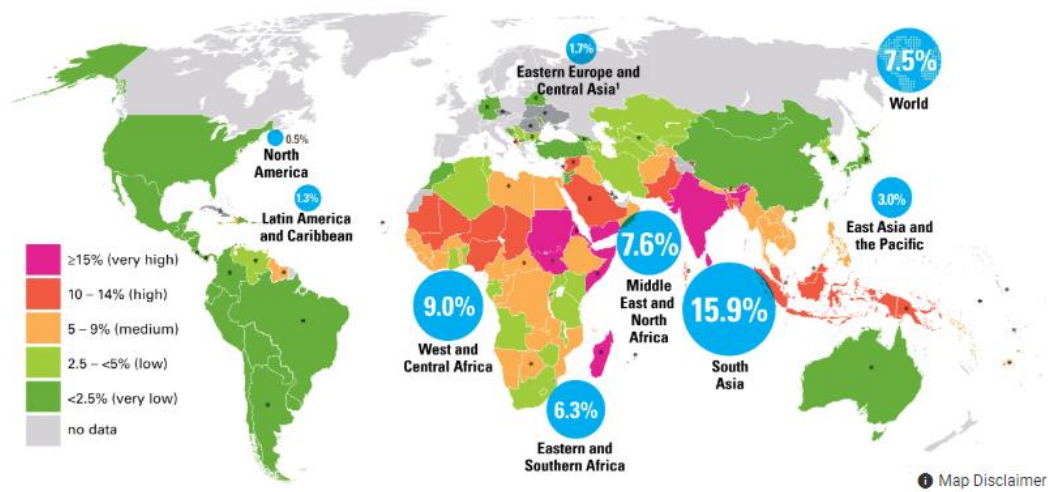 1.7%
Eastern Europe and
Central Asia¹
7.5%
World
0.5%
North
America
1.3%
Latin America
and Caribbean
3.0%
East Asia and
the Pacific
7.6%
Middle
East and
North
Africa
9.0%
West and
Central Africa
15.9%
South
Asia
6.3%
Eastern and
Southern Africa
≥15% (very high)
10 – 14% (high)
5 – 9% (medium)
2.5 – <5% (low)
<2.5% (very low)
no data
i Map Disclaimer